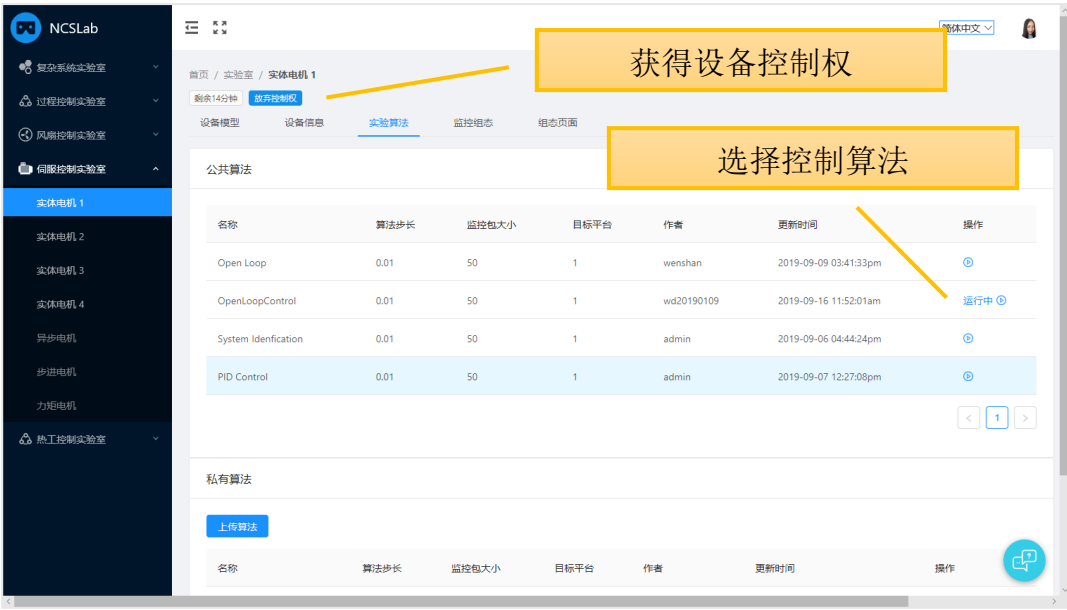 NCSLab
简体中文
获得设备控制权
复杂系统实验室
过程控制实验室
风扇控制实验室
伺服控制实验室
实体电机 1
实体电机 2
实体电机 3
实体电机 4
异步电机
步进电机
力矩电机
热工控制实验室
首页 / 实验室 / 实体电机 1
剩余14分钟 放弃控制权
设备模型 设备信息 实验算法 监控组态 组态页面
选择控制算法
公共算法
名称 算法步长 监控包大小 目标平台 作者 更新时间 操作
Open Loop 0.01 50 1 wenshan 2019-09-09 03:41:33pm
OpenLoopControl 0.01 50 1 wd20190109 2019-09-16 11:52:01am 运行中
System Idenfication 0.01 50 1 admin 2019-09-06 04:44:24pm
PID Control 0.01 50 1 admin 2019-09-07 12:27:08pm
< 1 >
私有算法
上传算法
名称 算法步长 监控包大小 目标平台 作者 更新时间 操作